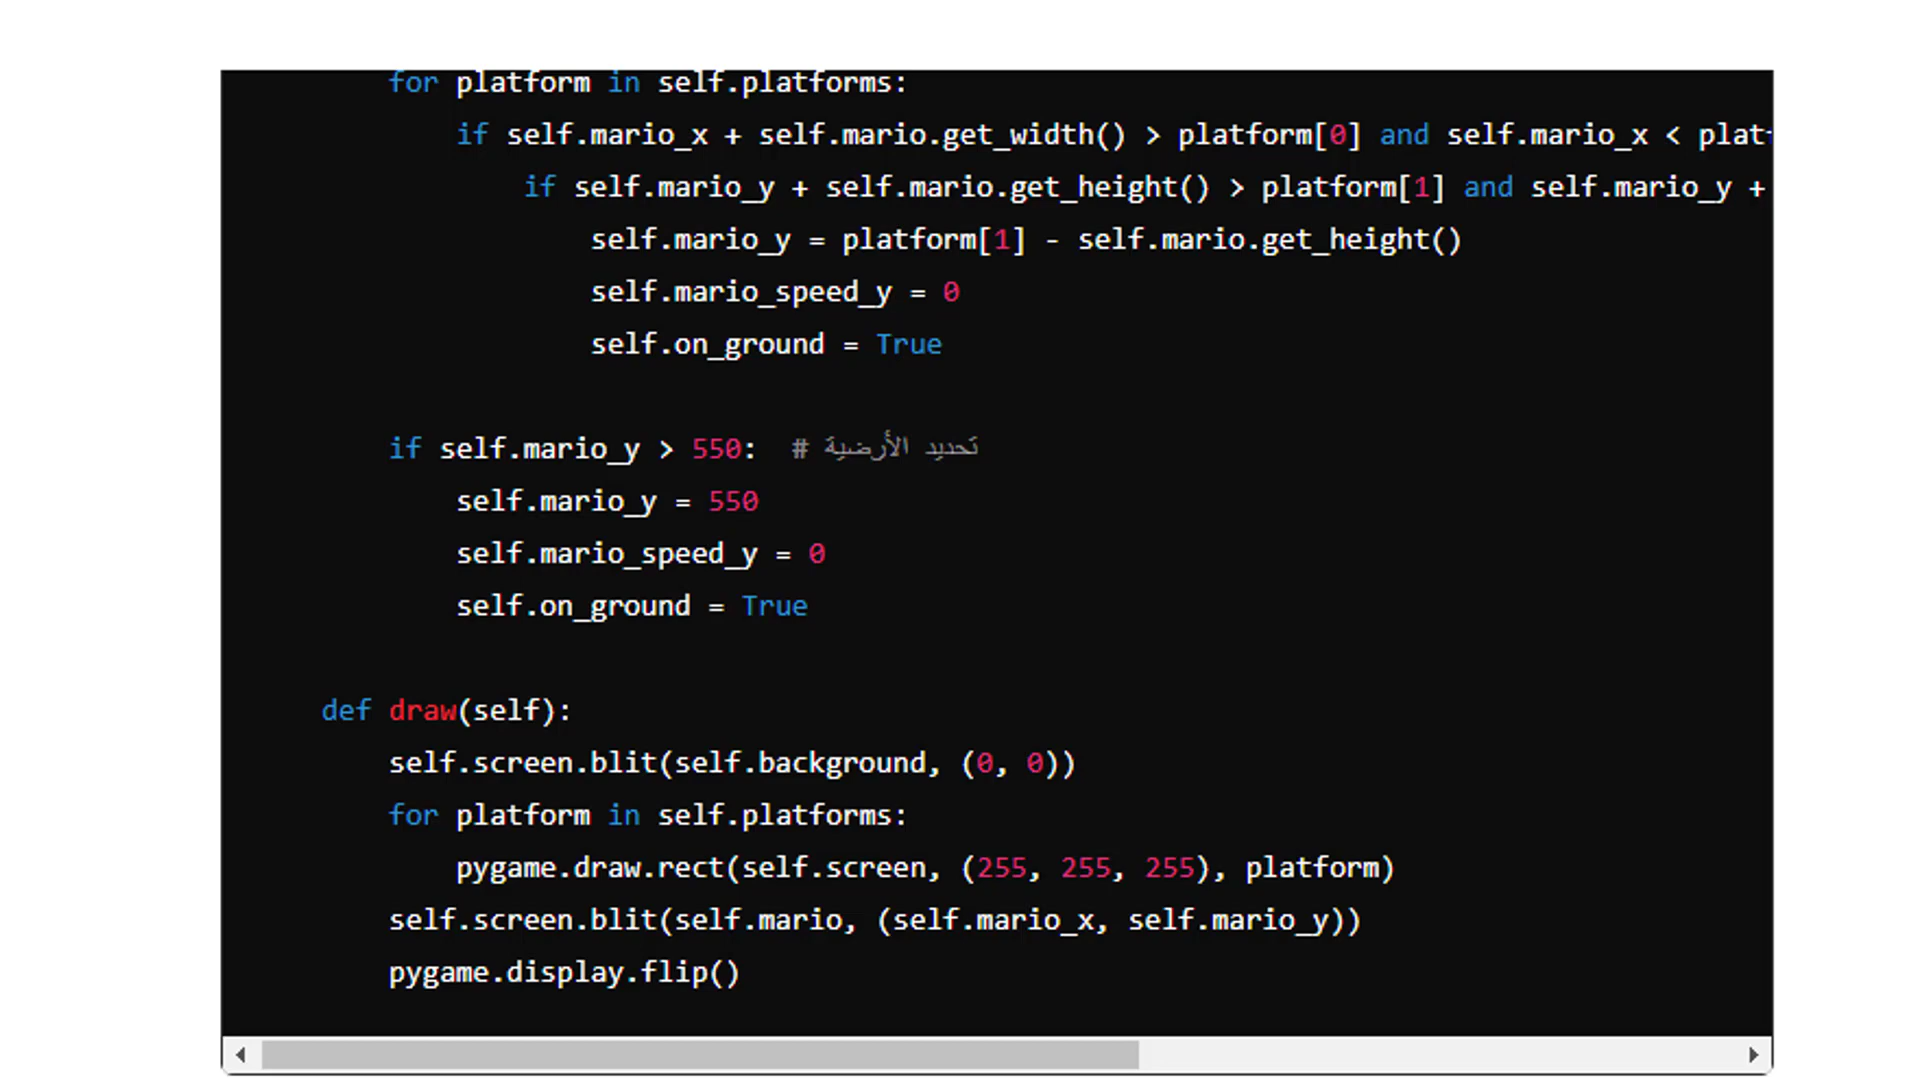 for platform in self.platforms:
if self.mario_x + self.mario.get_width() > platform[0] and self.mario_x <
if self.mario_y + self.mario.get_height() > platform[1] and self.mario_y +
self.mario_y = platform[1] - self.mario.get_height()
self.mario_speed_y = 0
self.on_ground = True
if self.mario_y > 550:  # تحديد الأرضية
self.mario_y = 550
self.mario_speed_y = 0
self.on_ground = True
def draw(self):
self.screen.blit(self.background, (0, 0))
for platform in self.platforms:
pygame.draw.rect(self.screen, (255, 255, 255), platform)
self.screen.blit(self.mario, (self.mario_x, self.mario_y))
pygame.display.flip()